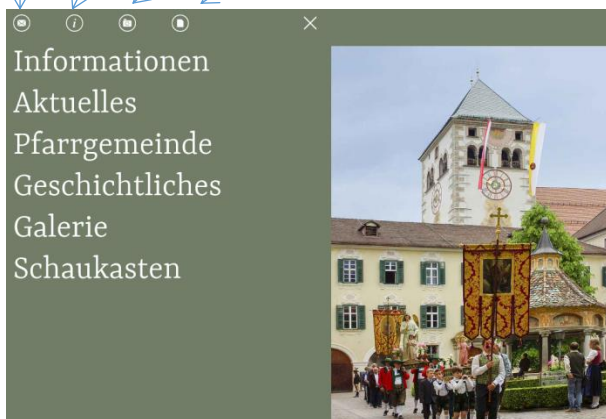 Informationen
Aktuelles
Pfarrgemeinde
Geschichtliches
Galerie
Schaukasten